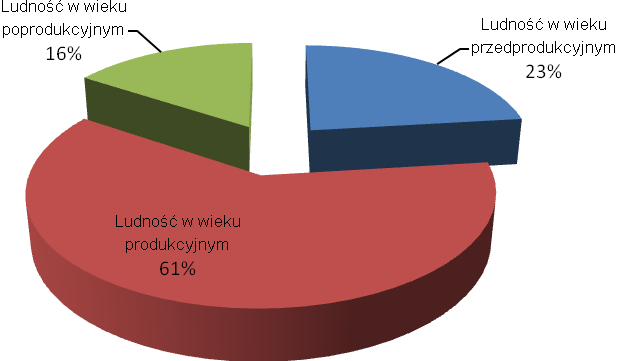 Ludność w wieku
poprodukcyjnym
16%
Ludność w wieku
przedprodukcyjnym
23%
Ludność w wieku
produkcyjnym
61%